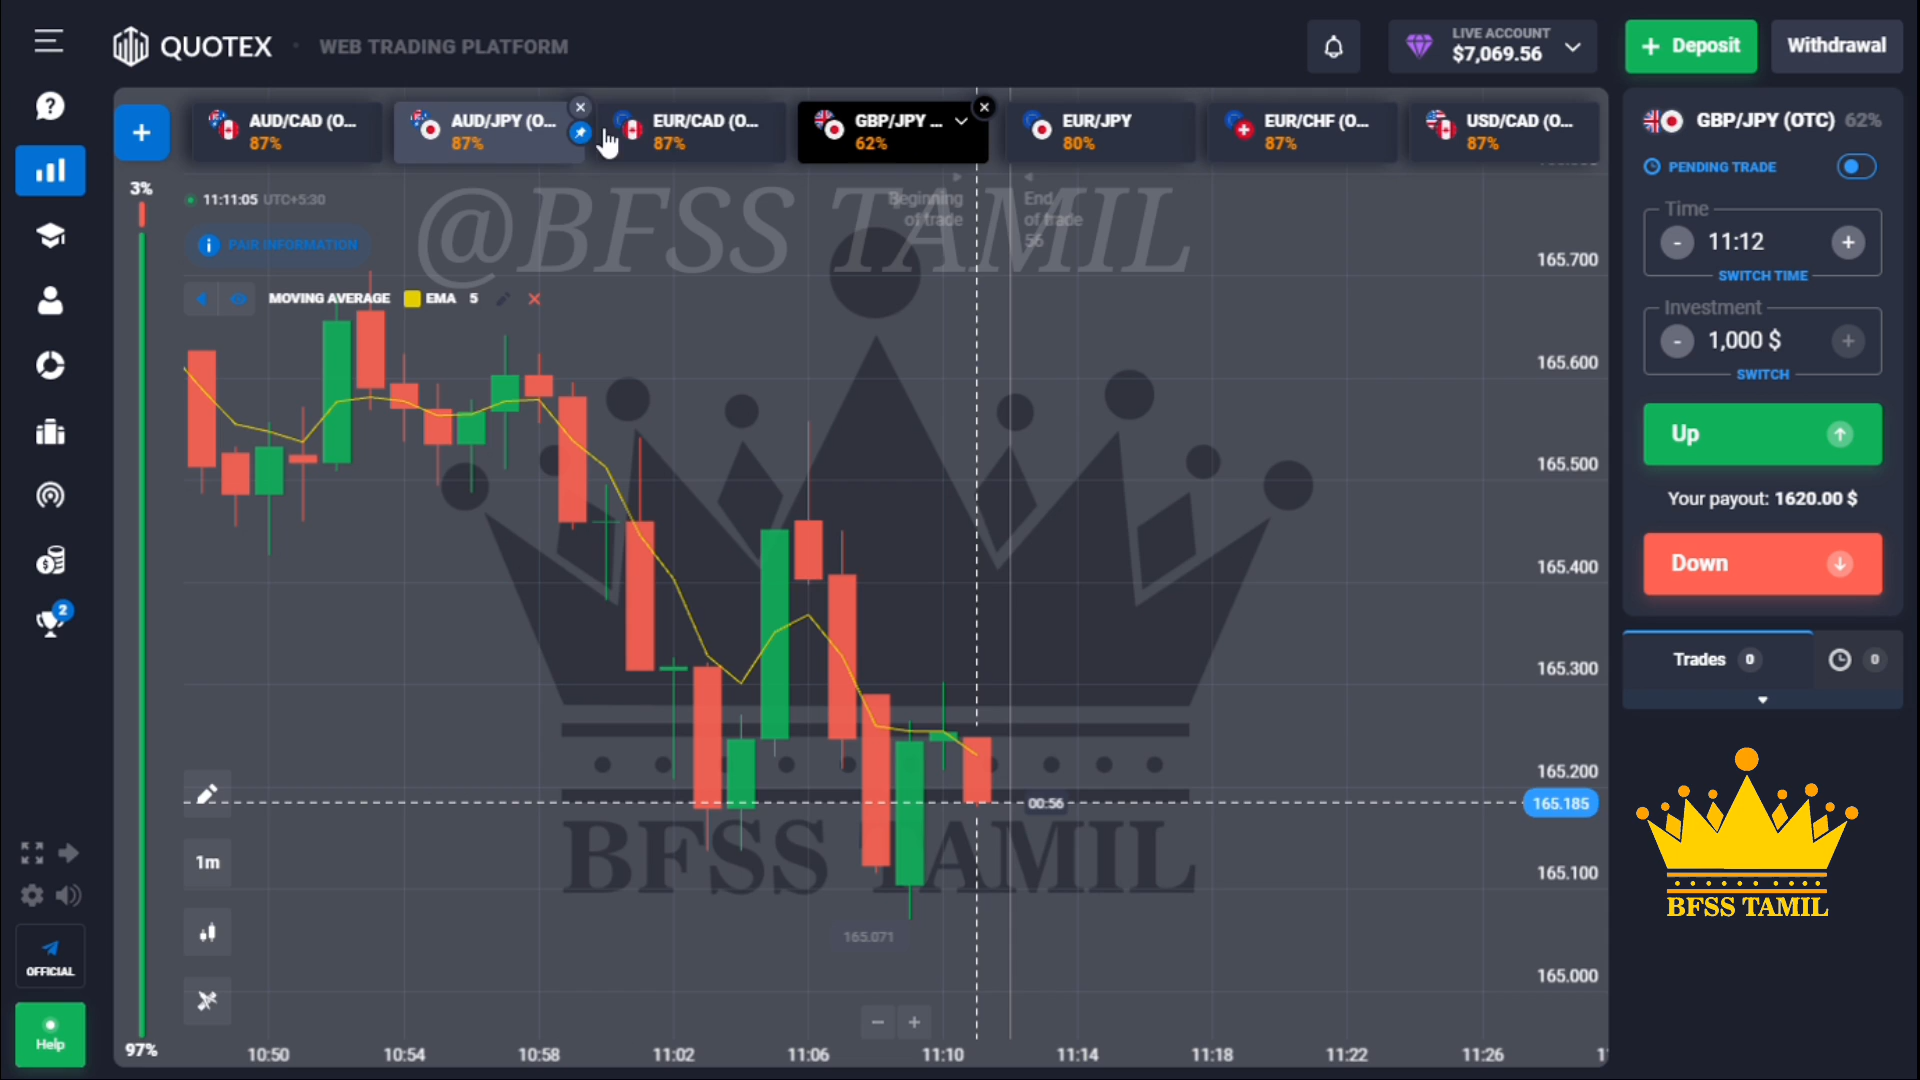 QUOTEX
WEB TRADING PLATFORM
LIVE ACCOUNT
$7,069.56
+ Deposit
Withdrawal
AUD/CAD (O...
87%
AUD/JPY (O...
87%
EUR/CAD (O...
87%
GBP/JPY ...
62%
EUR/JPY
80%
EUR/CHF (O...
87%
USD/CAD (O...
87%
3%
11:11:05 UTC+5:30
PAIR INFORMATION
MOVING AVERAGE EMA 5
@BFSS TAMIL
Beginning
of trade
End
of trade
56
165.700
165.600
165.500
165.400
165.300
165.200
165.185
165.100
165.000
00:56
BFSS TAMIL
165.071
1m
97%
10:50
10:54
10:58
11:02
11:06
11:10
11:14
11:18
11:22
11:26
GBP/JPY (OTC) 62%
PENDING TRADE
Time
- 11:12 +
SWITCH TIME
Investment
- 1,000 $ +
SWITCH
Up
Your payout: 1620.00 $
Down
Trades 0
0
BFSS TAMIL
2
OFFICIAL
Help